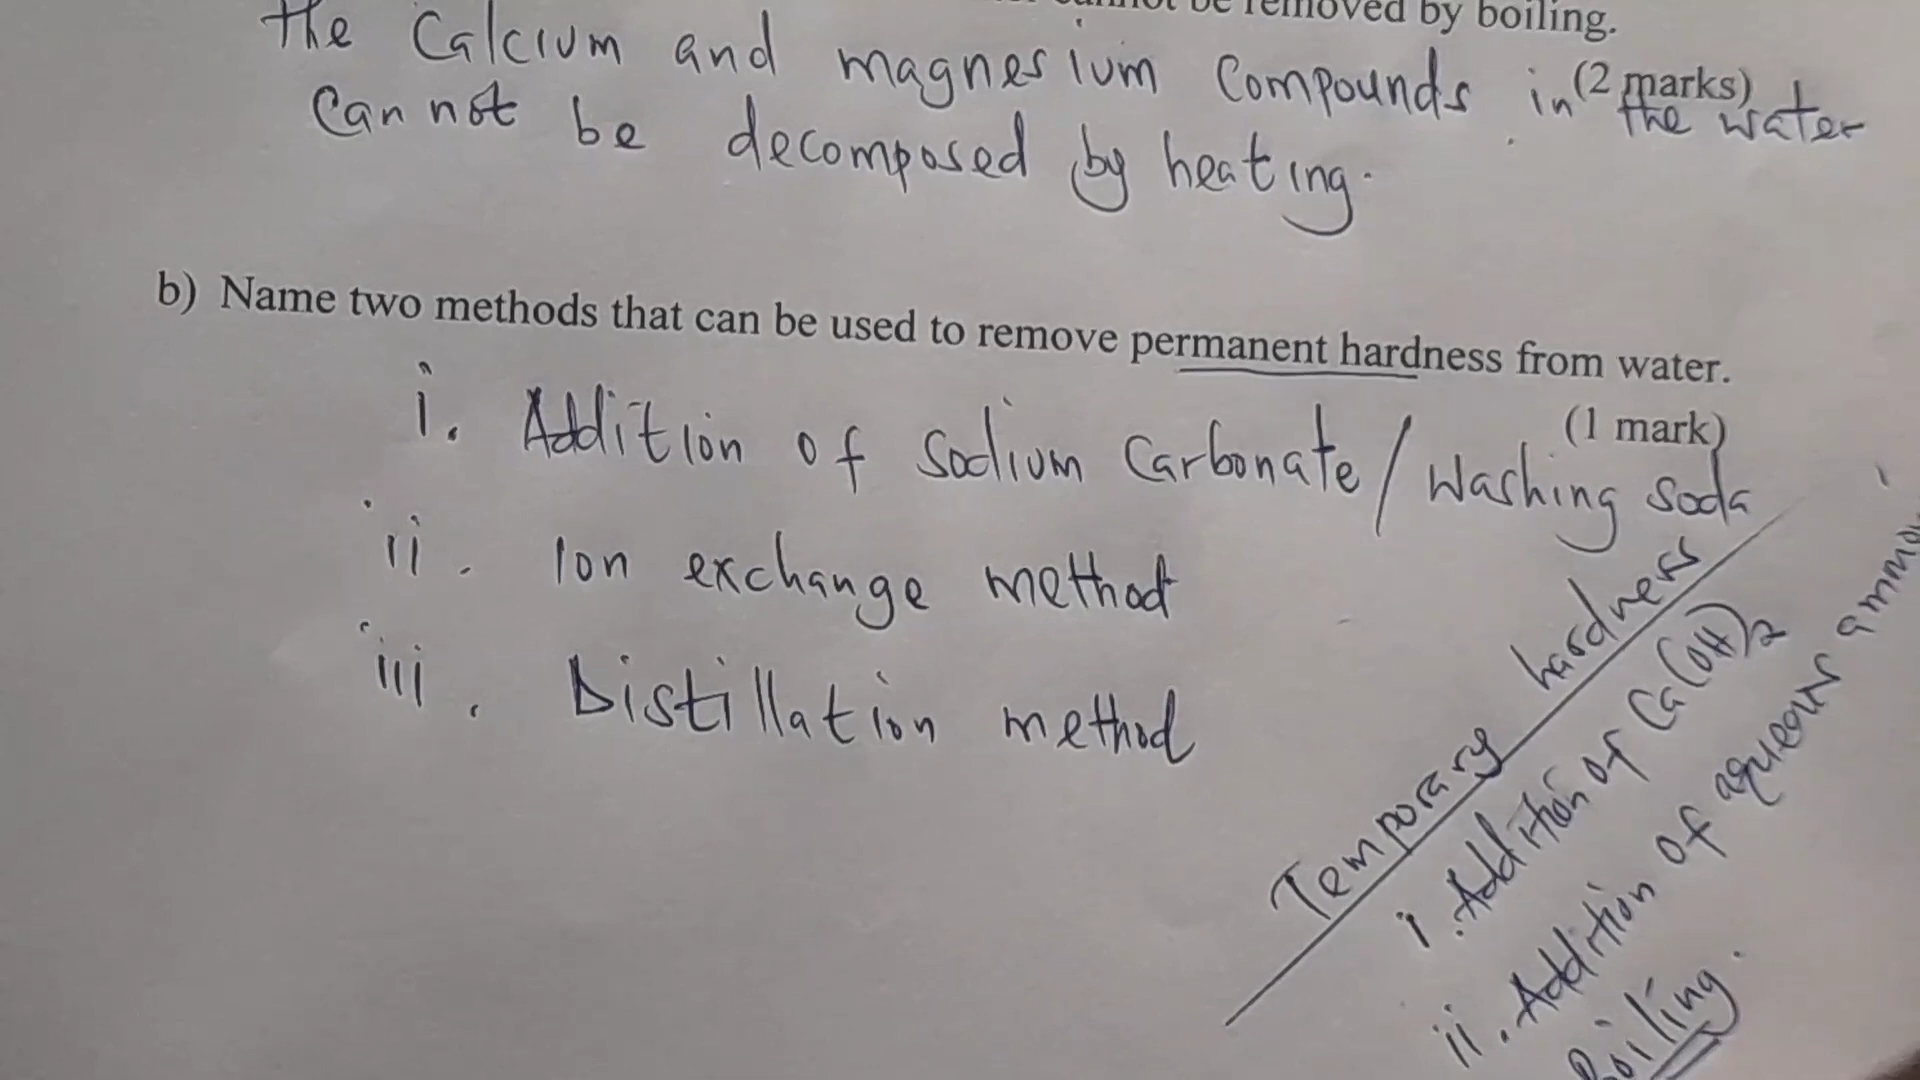 be removed by boiling.
(2 marks)
The Calcium and magnesium Compounds in the water
Can not be decomposed by heating.
b) Name two methods that can be used to remove permanent hardness from water.
(1 mark)
i. Addition of Sodium Carbonate / Washing soda
ii. Ion exchange method
iii. Distillation method
Temporary hardness
i. Addition of Ca(OH)2
ii. Addition of aqueous
Boiling.